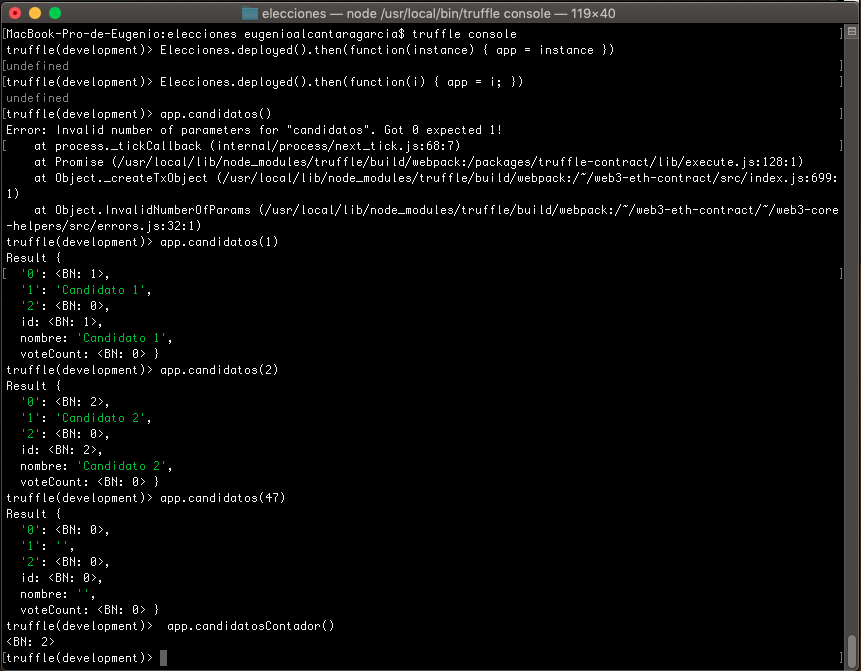 elecciones — node /usr/local/bin/truffle console — 119×40
[MacBook-Pro-de-Eugenio:elecciones eugenioalcantaragarcia$ truffle console ]
truffle(development)> Elecciones.deployed().then(function(instance) { app = instance })
[undefined ]
[truffle(development)> Elecciones.deployed().then(function(i) { app = i; }) ]
undefined
[truffle(development)> app.candidatos() ]
Error: Invalid number of parameters for "candidatos". Got 0 expected 1!
[    at process._tickCallback (internal/process/next_tick.js:68:7) ]
    at Promise (/usr/local/lib/node_modules/truffle/build/webpack:/packages/truffle-contract/lib/execute.js:128:1)
    at Object._createTxObject (/usr/local/lib/node_modules/truffle/build/webpack:/~/web3-eth-contract/src/index.js:699:
1)
    at Object.InvalidNumberOfParams (/usr/local/lib/node_modules/truffle/build/webpack:/~/web3-eth-contract/~/web3-core
-helpers/src/errors.js:32:1)
truffle(development)> app.candidatos(1)
Result {
[ '0': <BN: 1>, ]
  '1': 'Candidato 1',
  '2': <BN: 0>,
  id: <BN: 1>,
  nombre: 'Candidato 1',
  voteCount: <BN: 0> }
truffle(development)> app.candidatos(2)
Result {
  '0': <BN: 2>,
  '1': 'Candidato 2',
  '2': <BN: 0>,
  id: <BN: 2>,
  nombre: 'Candidato 2',
  voteCount: <BN: 0> }
truffle(development)> app.candidatos(47)
Result {
  '0': <BN: 0>,
  '1': '',
  '2': <BN: 0>,
  id: <BN: 0>,
  nombre: '',
  voteCount: <BN: 0> }
truffle(development)>  app.candidatosContador()
<BN: 2>
[truffle(development)> ]